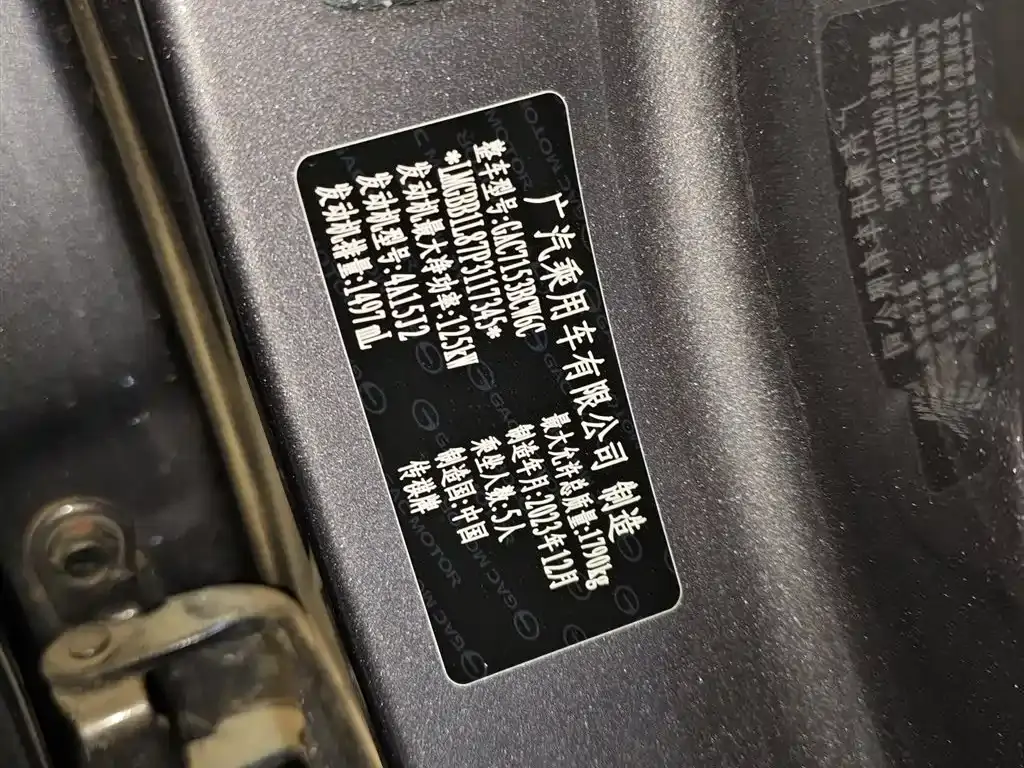 广汽乘用车有限公司 制造
整车型号:GAC7153BCW6C
最大允许总质量:1790kg
*LMGBB1L87P3117345*
制造年月:2023年12月
发动机最大净功率:125kW
乘坐人数:5人
发动机型号:4A15J2
制造国:中国
发动机排量:1497mL
传祺牌
GAC MOTOR